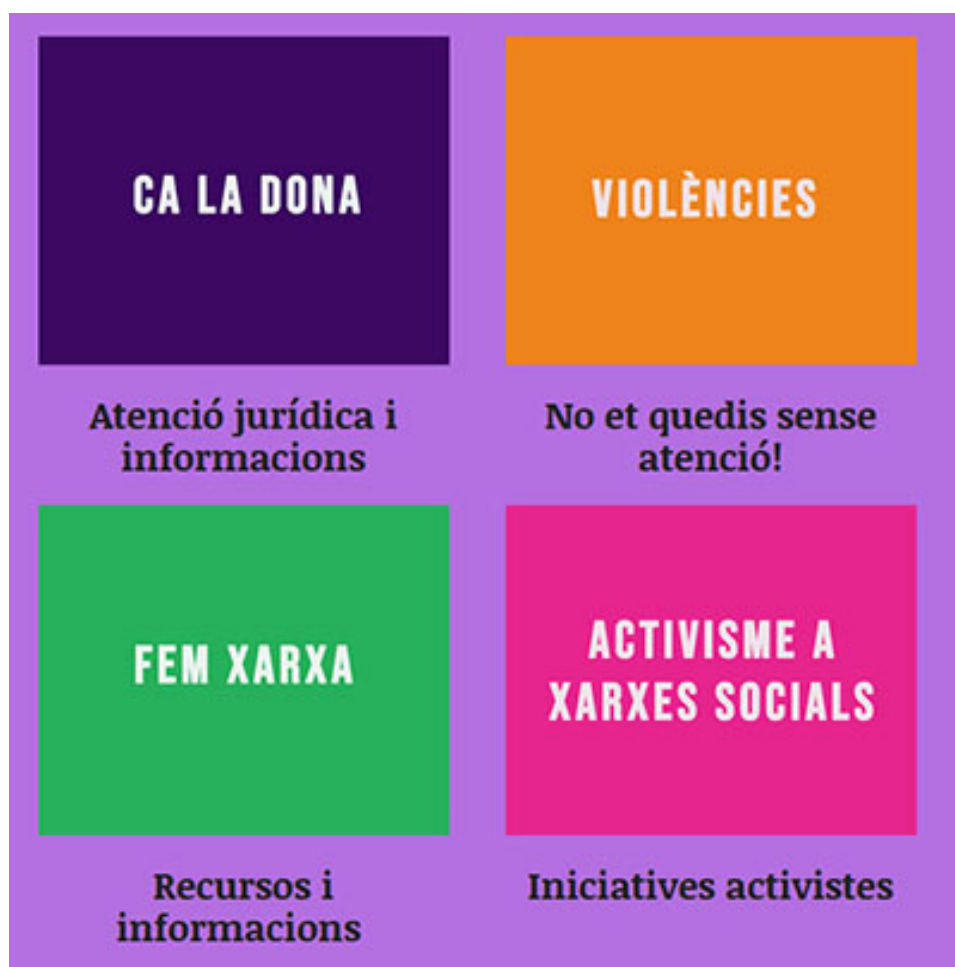 CA LA DONA
Atenció jurídica i
informacions
VIOLÈNCIES
No et quedis sense
atenció!
FEM XARXA
Recursos i
informacions
ACTIVISME A
XARXES SOCIALS
Iniciatives activistes